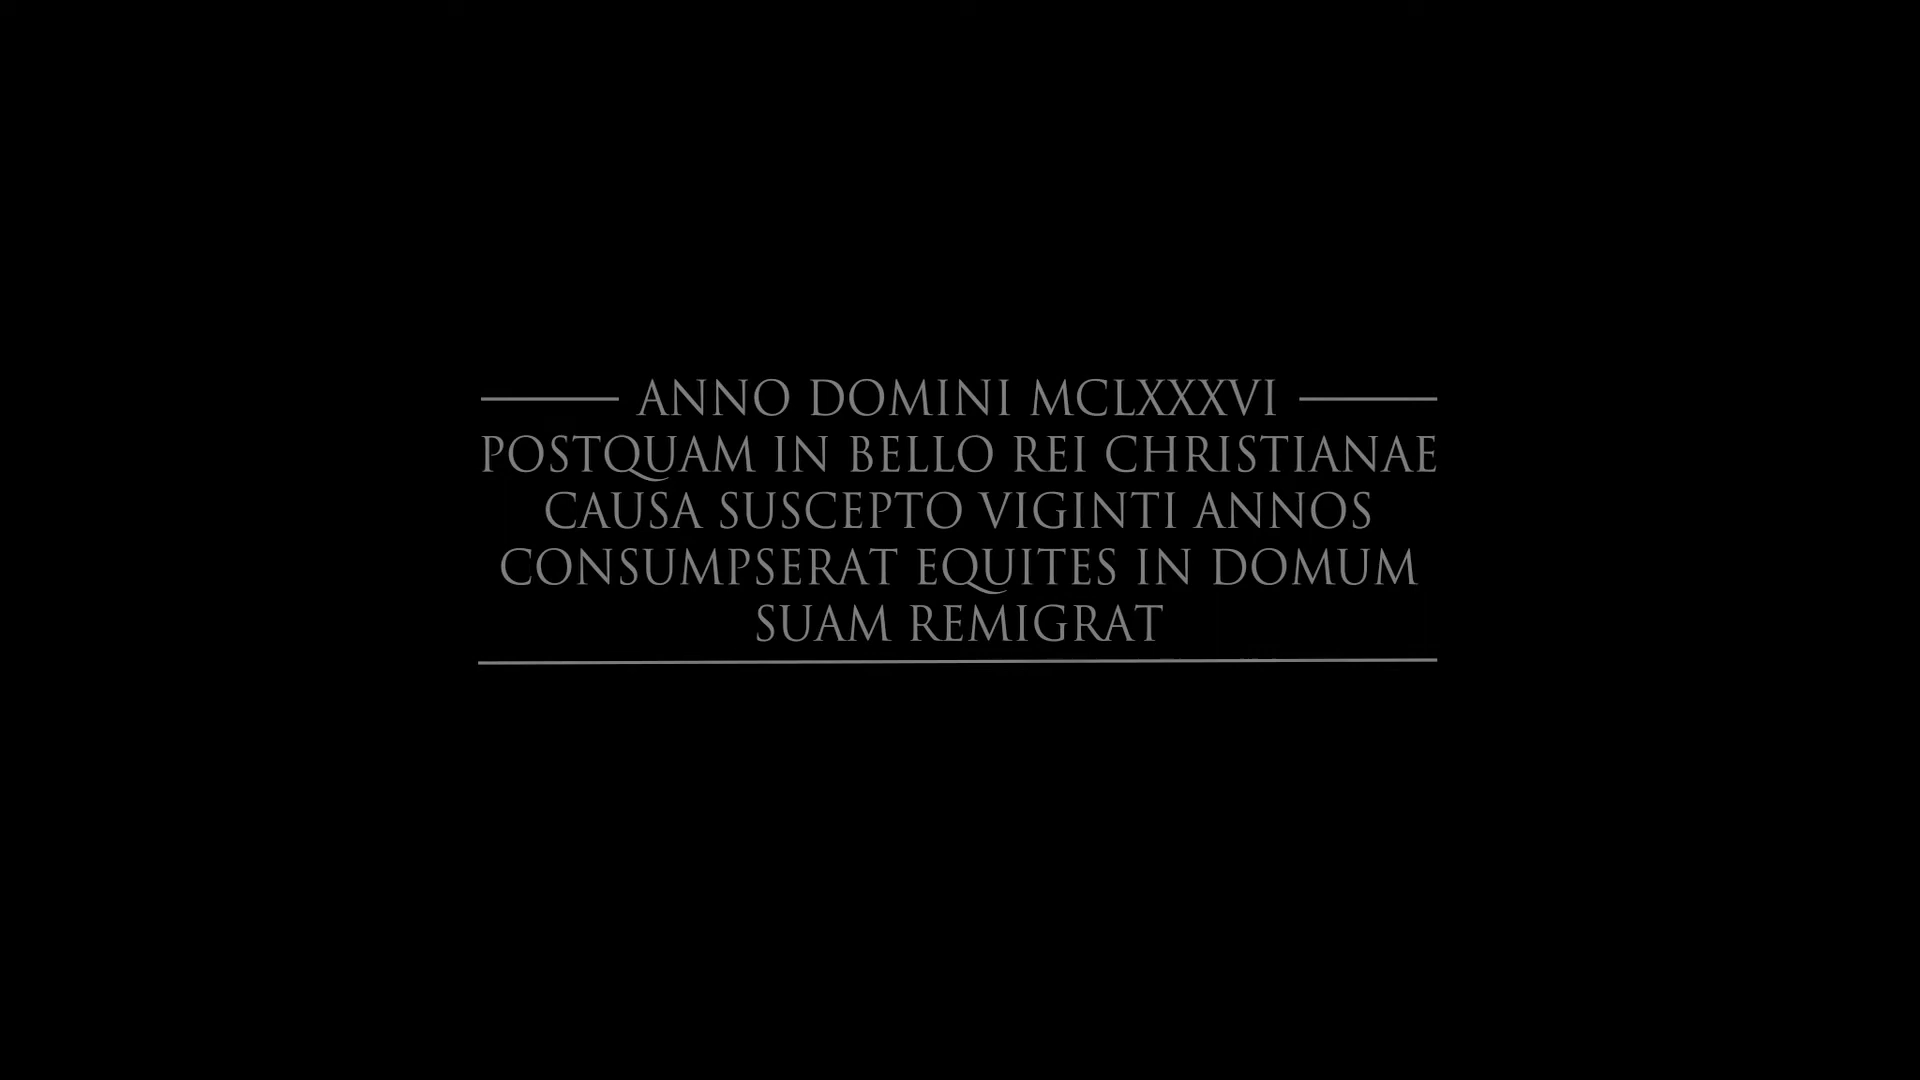 ANNO DOMINI MCLXXXVI
POSTQUAM IN BELLO REI CHRISTIANAE
CAUSA SUSCEPTO VIGINTI ANNOS
CONSUMPSERAT EQUITES IN DOMUM
SUAM REMIGRAT